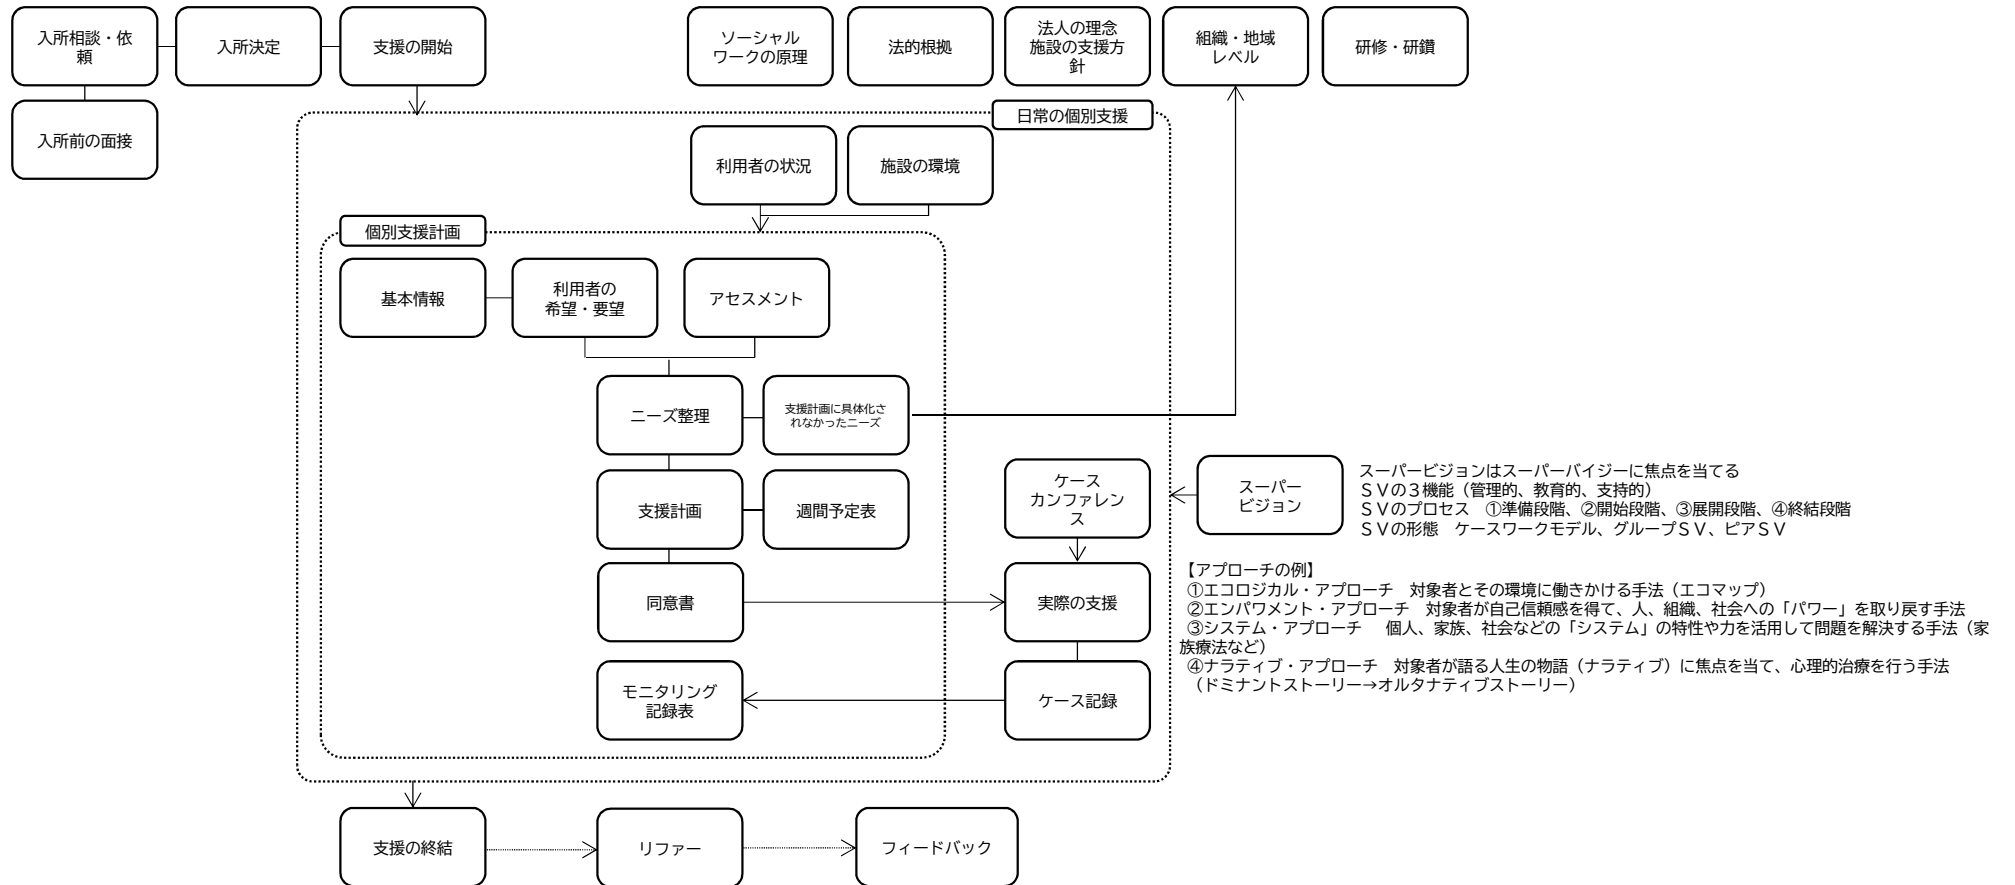 入所相談・依
頼
入所決定
支援の開始
ソーシャル
ワークの原理
法的根拠
法人の理念
施設の支援方
針
組織・地域
レベル
研修・研鑽
入所前の面接
日常の個別支援
利用者の状況
施設の環境
個別支援計画
基本情報
利用者の
希望・要望
アセスメント
ニーズ整理
支援計画に具体化さ
れなかったニーズ
支援計画
週間予定表
ケース
カンファレン
ス
スーパー
ビジョン
スーパービジョンはスーパーバイジーに焦点を当てる
ＳＶの３機能（管理的、教育的、支持的）
ＳＶのプロセス　①準備段階、②開始段階、③展開段階、④終結段階
ＳＶの形態　ケースワークモデル、グループＳＶ、ピアＳＶ
同意書
実際の支援
【アプローチの例】
①エコロジカル・アプローチ　対象者とその環境に働きかける手法（エコマップ）
②エンパワメント・アプローチ　対象者が自己信頼感を得て、人、組織、社会への「パワー」を取り戻す手法
③システム・アプローチ　　個人、家族、社会などの「システム」の特性や力を活用して問題を解決する手法（家
族療法など）
④ナラティブ・アプローチ　対象者が語る人生の物語（ナラティブ）に焦点を当て、心理的治療を行う手法
（ドミナントストーリー→オルタナティブストーリー）
モニタリング
記録表
ケース記録
支援の終結
リファー
フィードバック